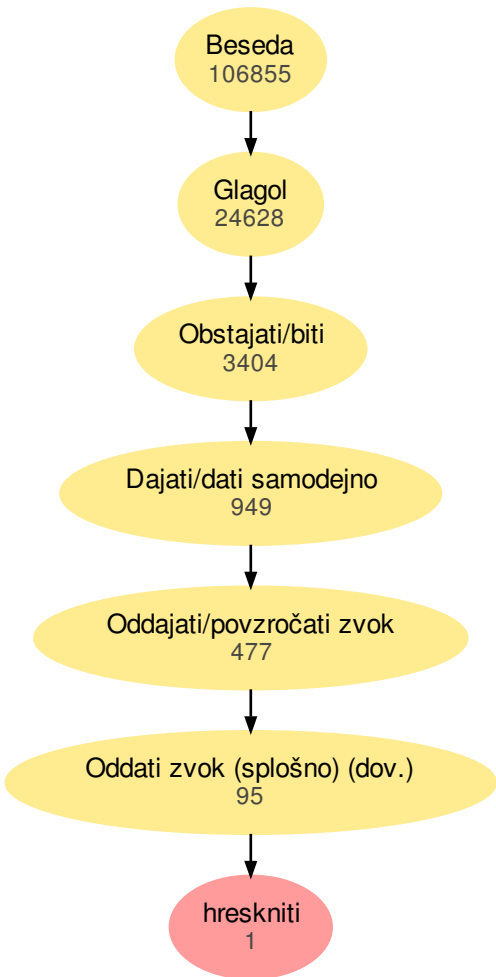 Beseda
106855
Glagol
24628
Obstajati/biti
3404
Dajati/dati samodejno
949
Oddajati/povzročati zvok
477
Oddati zvok (splošno) (dov.)
95
hreskniti
1